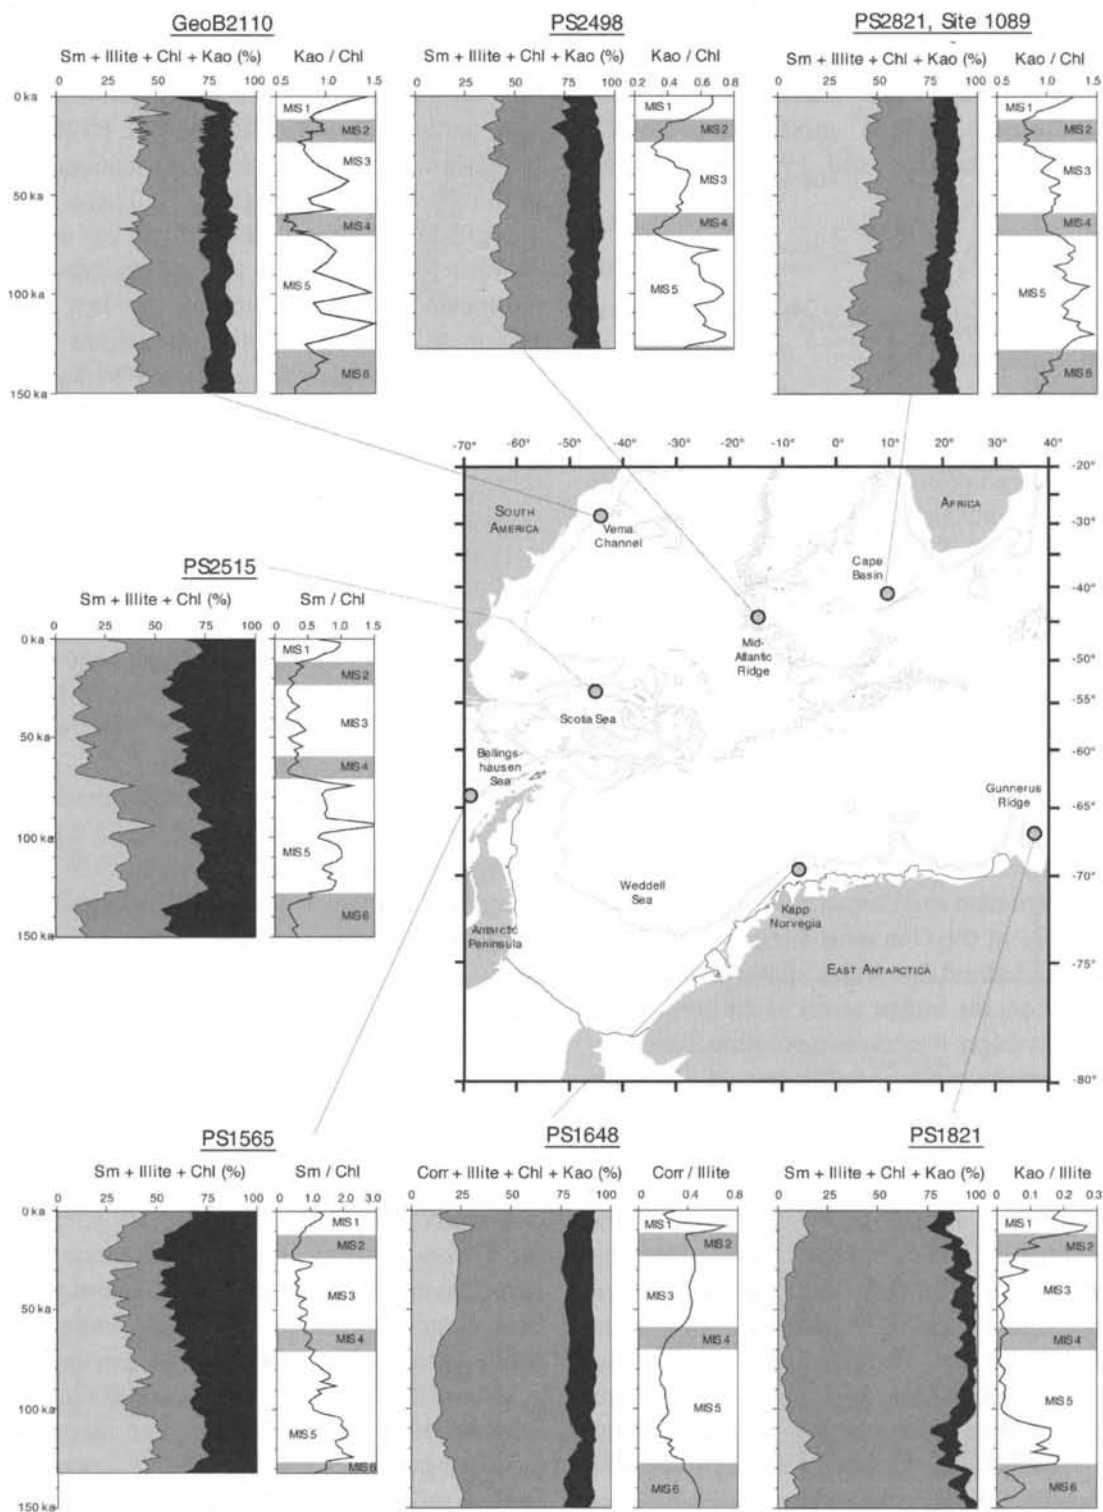 GeoB2110
Sm + Illite + Chl + Kao (%)
Kao / Chl
0 25 50 75 100
0.5 1.0 1.5
0 ka
50 ka
100 ka
150 ka
MIS 1
MIS 2
MIS 3
MIS 4
MIS 5
MIS 6
PS2498
Sm + Illite + Chl + Kao (%)
Kao / Chl
0 25 50 75 100
0.2 0.4 0.6 0.8
MIS 1
MIS 2
MIS 3
MIS 4
MIS 5
PS2821, Site 1089
Sm + Illite + Chl + Kao (%)
Kao / Chl
0 25 50 75 100
0.5 1.0 1.5
MIS 1
MIS 2
MIS 3
MIS 4
MIS 5
MIS 6
-70° -60° -50° -40° -30° -20° -10° 0° 10° 20° 30° 40°
-20°
-30°
-40°
-50°
-55°
-60°
-65°
-70°
-75°
-80°
SOUTH
AMERICA
AFRICA
Vema
Channel
Cape
Basin
Mid-
Atlantic
Ridge
Scotia Sea
Bellings-
hausen
Sea
Gunnerus
Ridge
Weddell
Sea
Kapp
Norvegia
Antarctic
Peninsula
EAST ANTARCTICA
PS2515
Sm + Illite + Chl (%)
Sm / Chl
0 25 50 75 100
0 0.5 1.0 1.5
0 ka
50 ka
100 ka
150 ka
MIS 1
MIS 2
MIS 3
MIS 4
MIS 5
MIS 6
PS1565
Sm + Illite + Chl (%)
Sm / Chl
0 25 50 75 100
0 1.0 2.0 3.0
0 ka
50 ka
100 ka
150 ka
MIS 1
MIS 2
MIS 3
MIS 4
MIS 5
MIS 6
PS1648
Corr + Illite + Chl + Kao (%)
Corr / Illite
0 25 50 75 100
0 0.4 0.8
MIS 1
MIS 2
MIS 3
MIS 4
MIS 5
MIS 6
PS1821
Sm + Illite + Chl + Kao (%)
Kao / Illite
0 25 50 75 100
0 0.1 0.2 0.3
MIS 1
MIS 2
MIS 3
MIS 4
MIS 5
MIS 6